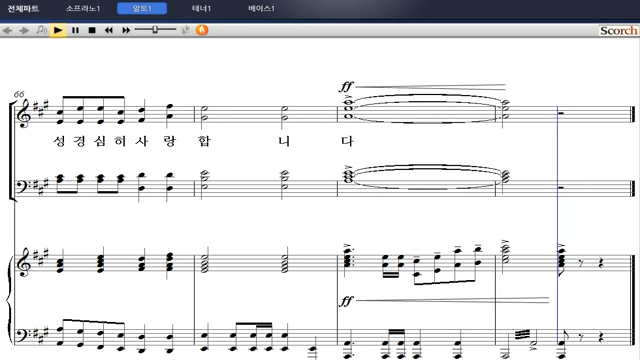 전체파트 소프라노1 알토1 테너1 베이스1
Scorch
ff
66
성 경 심 히 사 랑 합 니 다
ff